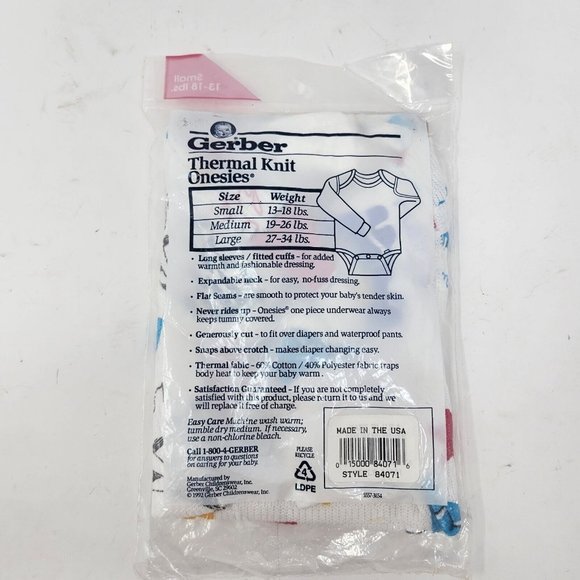 Small
13-18 lbs.
Gerber
Thermal Knit
Onesies®
Size Weight
Small 13-18 lbs.
Medium 19-26 lbs.
Large 27-34 lbs.
• Long sleeves / fitted cuffs - for added
warmth and fashionable dressing.
• Expandable neck - for easy, no-fuss dressing.
• Flat Seams - are smooth to protect your baby's tender skin.
• Never rides up - Onesies® one piece underwear always
keeps tummy covered.
• Generously cut - to fit over diapers and waterproof pants.
• Snaps above crotch - makes diaper changing easy.
• Thermal fabic - 60% Cotton / 40% Polyester fabric traps
body heat to keep your baby warm.
• Satisfaction Guaranteed - If you are not completely
satisfied with this product, please return it to us and we
will replace it free of charge.
Easy Care Machine wash warm;
tumble dry medium. If necessary,
use a non-chlorine bleach.
Call 1-800-4-GERBER
for answers to questions
on caring for your baby.
Manufactured by
Gerber Childrenswear, Inc.
Greenville, SC 29602
© 1992 Gerber Childrenswear, Inc.
PLEASE
RECYCLE
4
LDPE
MADE IN THE USA
0 15000 84071 6
STYLE 84071